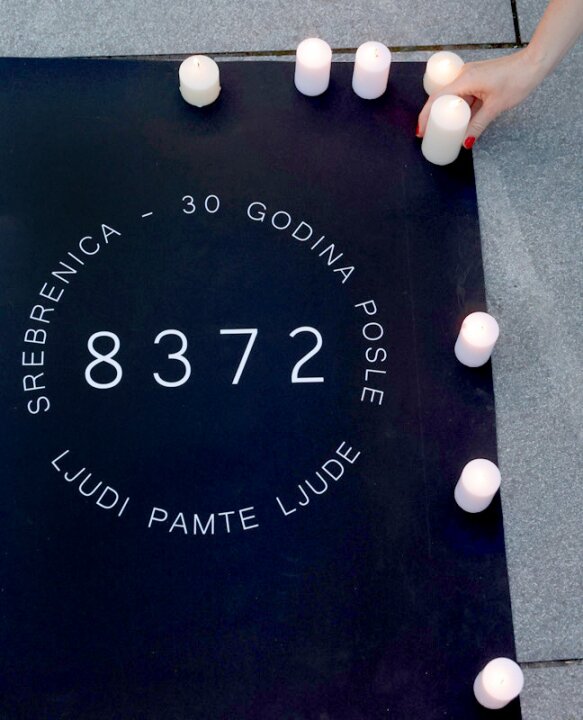 SREBRENICA - 30 GODINA POSLE
8372
LJUDI PAMTE LJUDE